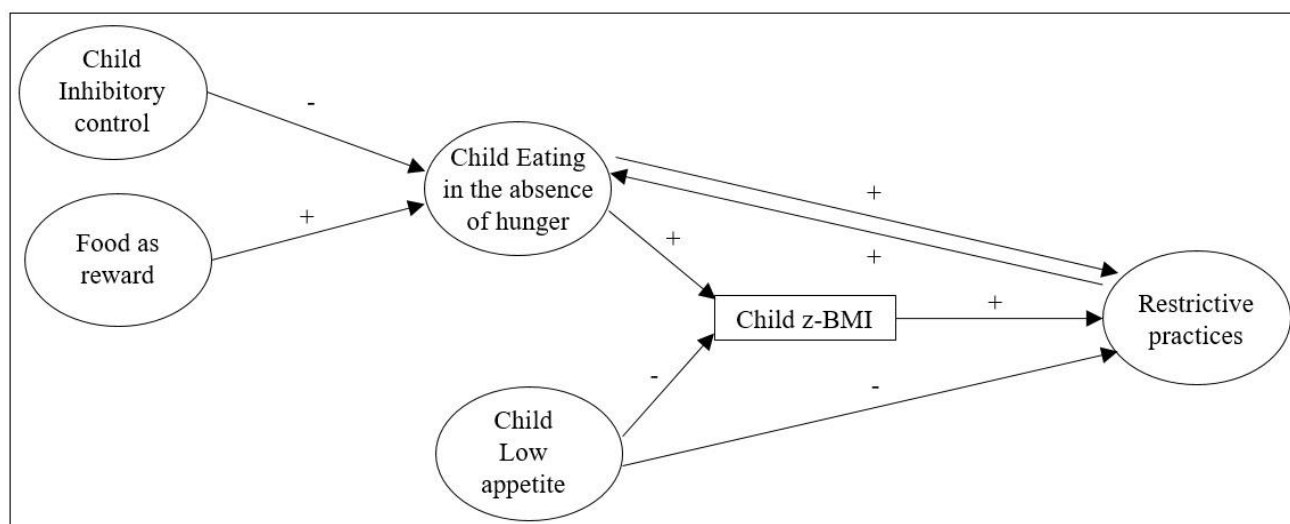 Child
Inhibitory
control
-
Food as
reward
+
Child Eating
in the absence
of hunger
+
+
+
Child z-BMI
+
Restrictive
practices
-
-
Child
Low
appetite